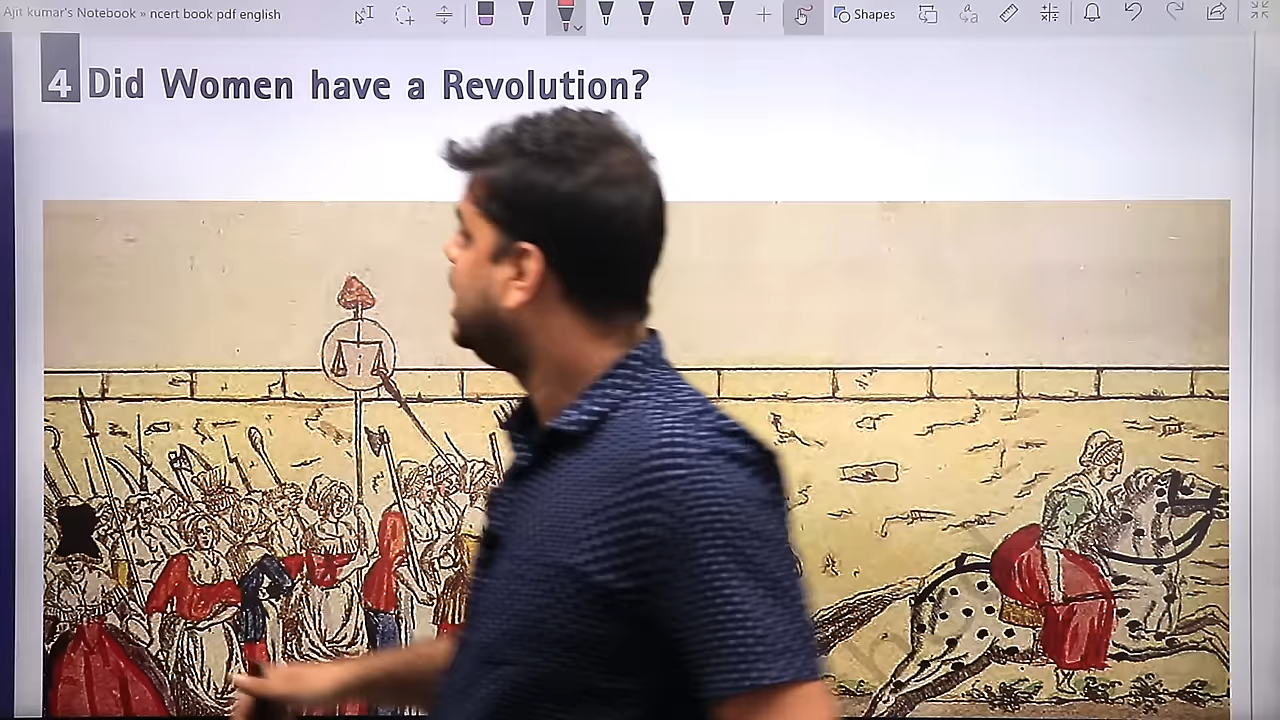 Ajit kumar's Notebook » ncert book pdf english
Shapes
4 Did Women have a Revolution?